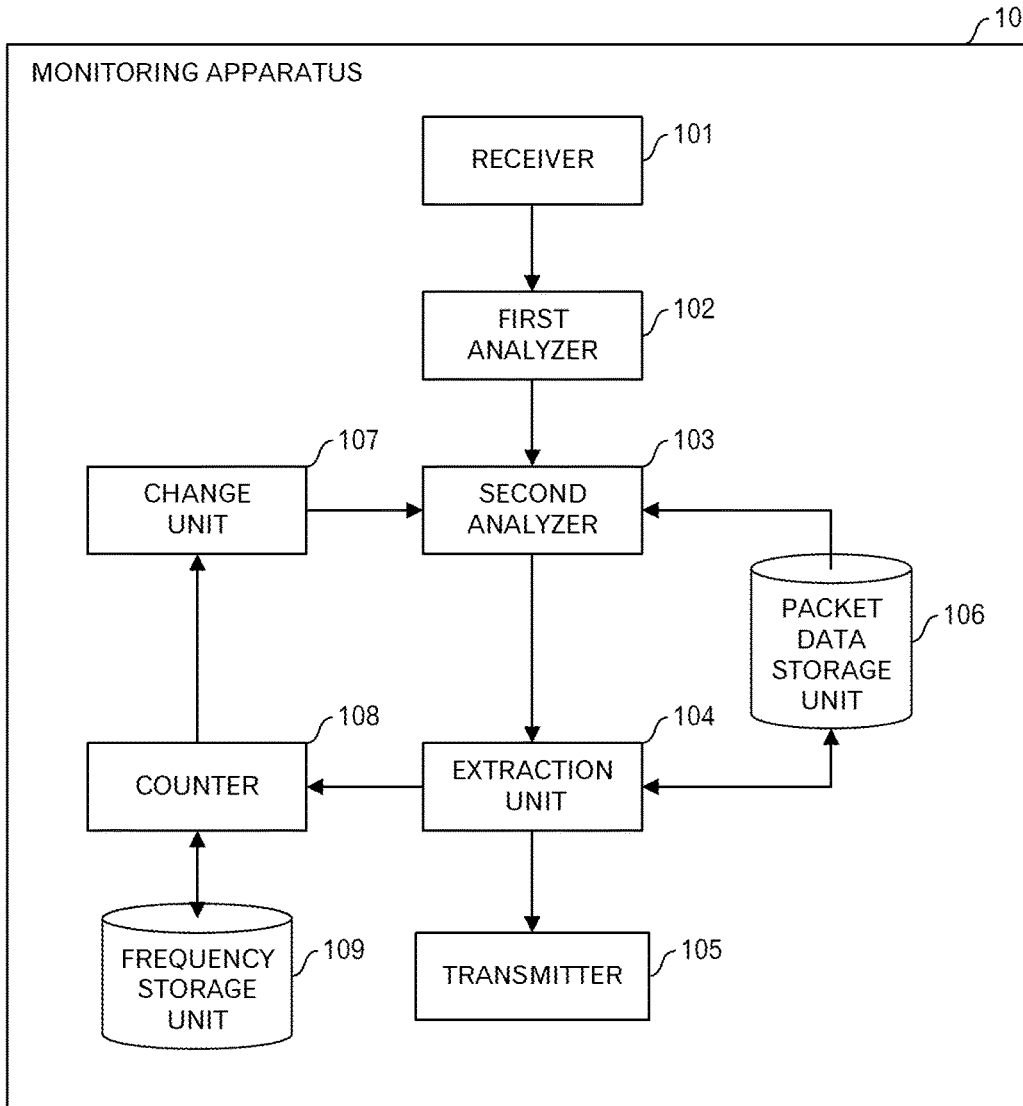 10
MONITORING APPARATUS
RECEIVER
101
FIRST
ANALYZER
102
107
CHANGE
UNIT
103
SECOND
ANALYZER
PACKET
DATA
STORAGE
UNIT
106
108
COUNTER
104
EXTRACTION
UNIT
FREQUENCY
STORAGE
UNIT
109
TRANSMITTER
105